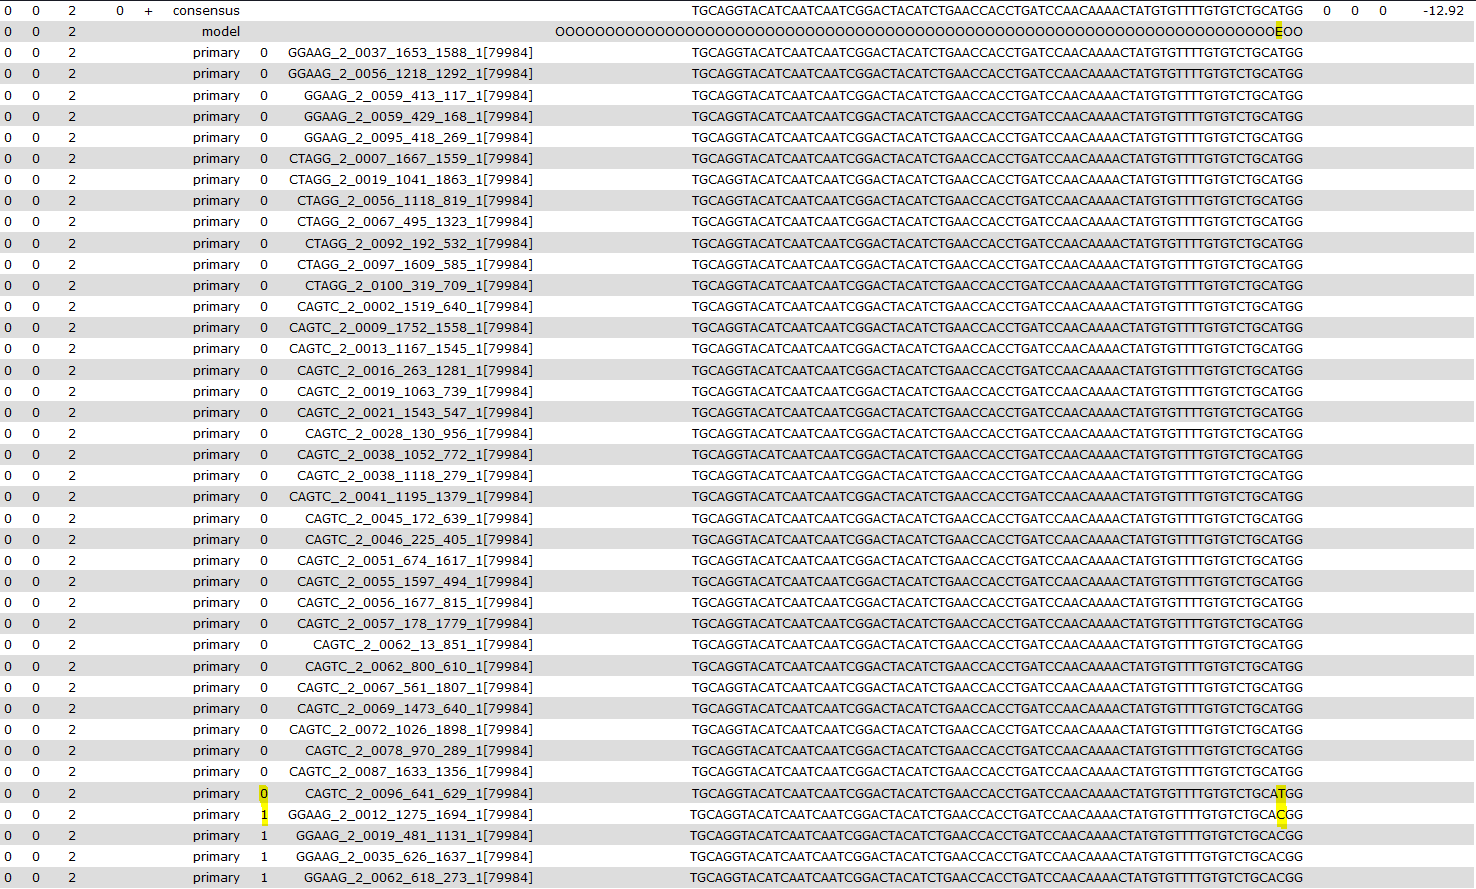 0 0 2 0 + consensus TGCAGGTACATCAATCAATCGGACTACATCTGAACCACCTGATCCAACAAAACTATGTGTTTTGTGTCTGCATGG 0 0 0 -12.92
0 0 2 model OOOOOOOOOOOOOOOOOOOOOOOOOOOOOOOOOOOOOOOOOOOOOOOOOOOOOOOOOOOOOOOOOOOOOOOOEOO
0 0 2 primary 0 GGAAG_2_0037_1653_1588_1[79984] TGCAGGTACATCAATCAATCGGACTACATCTGAACCACCTGATCCAACAAAACTATGTGTTTTGTGTCTGCATGG
0 0 2 primary 0 GGAAG_2_0056_1218_1292_1[79984] TGCAGGTACATCAATCAATCGGACTACATCTGAACCACCTGATCCAACAAAACTATGTGTTTTGTGTCTGCATGG
0 0 2 primary 0 GGAAG_2_0059_413_117_1[79984] TGCAGGTACATCAATCAATCGGACTACATCTGAACCACCTGATCCAACAAAACTATGTGTTTTGTGTCTGCATGG
0 0 2 primary 0 GGAAG_2_0059_429_168_1[79984] TGCAGGTACATCAATCAATCGGACTACATCTGAACCACCTGATCCAACAAAACTATGTGTTTTGTGTCTGCATGG
0 0 2 primary 0 GGAAG_2_0095_418_269_1[79984] TGCAGGTACATCAATCAATCGGACTACATCTGAACCACCTGATCCAACAAAACTATGTGTTTTGTGTCTGCATGG
0 0 2 primary 0 CTAGG_2_0007_1667_1559_1[79984] TGCAGGTACATCAATCAATCGGACTACATCTGAACCACCTGATCCAACAAAACTATGTGTTTTGTGTCTGCATGG
0 0 2 primary 0 CTAGG_2_0019_1041_1863_1[79984] TGCAGGTACATCAATCAATCGGACTACATCTGAACCACCTGATCCAACAAAACTATGTGTTTTGTGTCTGCATGG
0 0 2 primary 0 CTAGG_2_0056_1118_819_1[79984] TGCAGGTACATCAATCAATCGGACTACATCTGAACCACCTGATCCAACAAAACTATGTGTTTTGTGTCTGCATGG
0 0 2 primary 0 CTAGG_2_0067_495_1323_1[79984] TGCAGGTACATCAATCAATCGGACTACATCTGAACCACCTGATCCAACAAAACTATGTGTTTTGTGTCTGCATGG
0 0 2 primary 0 CTAGG_2_0092_192_532_1[79984] TGCAGGTACATCAATCAATCGGACTACATCTGAACCACCTGATCCAACAAAACTATGTGTTTTGTGTCTGCATGG
0 0 2 primary 0 CTAGG_2_0097_1609_585_1[79984] TGCAGGTACATCAATCAATCGGACTACATCTGAACCACCTGATCCAACAAAACTATGTGTTTTGTGTCTGCATGG
0 0 2 primary 0 CTAGG_2_0100_319_709_1[79984] TGCAGGTACATCAATCAATCGGACTACATCTGAACCACCTGATCCAACAAAACTATGTGTTTTGTGTCTGCATGG
0 0 2 primary 0 CAGTC_2_0002_1519_640_1[79984] TGCAGGTACATCAATCAATCGGACTACATCTGAACCACCTGATCCAACAAAACTATGTGTTTTGTGTCTGCATGG
0 0 2 primary 0 CAGTC_2_0009_1752_1558_1[79984] TGCAGGTACATCAATCAATCGGACTACATCTGAACCACCTGATCCAACAAAACTATGTGTTTTGTGTCTGCATGG
0 0 2 primary 0 CAGTC_2_0013_1167_1545_1[79984] TGCAGGTACATCAATCAATCGGACTACATCTGAACCACCTGATCCAACAAAACTATGTGTTTTGTGTCTGCATGG
0 0 2 primary 0 CAGTC_2_0016_263_1281_1[79984] TGCAGGTACATCAATCAATCGGACTACATCTGAACCACCTGATCCAACAAAACTATGTGTTTTGTGTCTGCATGG
0 0 2 primary 0 CAGTC_2_0019_1063_739_1[79984] TGCAGGTACATCAATCAATCGGACTACATCTGAACCACCTGATCCAACAAAACTATGTGTTTTGTGTCTGCATGG
0 0 2 primary 0 CAGTC_2_0021_1543_547_1[79984] TGCAGGTACATCAATCAATCGGACTACATCTGAACCACCTGATCCAACAAAACTATGTGTTTTGTGTCTGCATGG
0 0 2 primary 0 CAGTC_2_0028_130_956_1[79984] TGCAGGTACATCAATCAATCGGACTACATCTGAACCACCTGATCCAACAAAACTATGTGTTTTGTGTCTGCATGG
0 0 2 primary 0 CAGTC_2_0038_1052_772_1[79984] TGCAGGTACATCAATCAATCGGACTACATCTGAACCACCTGATCCAACAAAACTATGTGTTTTGTGTCTGCATGG
0 0 2 primary 0 CAGTC_2_0038_1118_279_1[79984] TGCAGGTACATCAATCAATCGGACTACATCTGAACCACCTGATCCAACAAAACTATGTGTTTTGTGTCTGCATGG
0 0 2 primary 0 CAGTC_2_0041_1195_1379_1[79984] TGCAGGTACATCAATCAATCGGACTACATCTGAACCACCTGATCCAACAAAACTATGTGTTTTGTGTCTGCATGG
0 0 2 primary 0 CAGTC_2_0045_172_639_1[79984] TGCAGGTACATCAATCAATCGGACTACATCTGAACCACCTGATCCAACAAAACTATGTGTTTTGTGTCTGCATGG
0 0 2 primary 0 CAGTC_2_0046_225_405_1[79984] TGCAGGTACATCAATCAATCGGACTACATCTGAACCACCTGATCCAACAAAACTATGTGTTTTGTGTCTGCATGG
0 0 2 primary 0 CAGTC_2_0051_674_1617_1[79984] TGCAGGTACATCAATCAATCGGACTACATCTGAACCACCTGATCCAACAAAACTATGTGTTTTGTGTCTGCATGG
0 0 2 primary 0 CAGTC_2_0055_1597_494_1[79984] TGCAGGTACATCAATCAATCGGACTACATCTGAACCACCTGATCCAACAAAACTATGTGTTTTGTGTCTGCATGG
0 0 2 primary 0 CAGTC_2_0056_1677_815_1[79984] TGCAGGTACATCAATCAATCGGACTACATCTGAACCACCTGATCCAACAAAACTATGTGTTTTGTGTCTGCATGG
0 0 2 primary 0 CAGTC_2_0057_178_1779_1[79984] TGCAGGTACATCAATCAATCGGACTACATCTGAACCACCTGATCCAACAAAACTATGTGTTTTGTGTCTGCATGG
0 0 2 primary 0 CAGTC_2_0062_13_851_1[79984] TGCAGGTACATCAATCAATCGGACTACATCTGAACCACCTGATCCAACAAAACTATGTGTTTTGTGTCTGCATGG
0 0 2 primary 0 CAGTC_2_0062_800_610_1[79984] TGCAGGTACATCAATCAATCGGACTACATCTGAACCACCTGATCCAACAAAACTATGTGTTTTGTGTCTGCATGG
0 0 2 primary 0 CAGTC_2_0067_561_1807_1[79984] TGCAGGTACATCAATCAATCGGACTACATCTGAACCACCTGATCCAACAAAACTATGTGTTTTGTGTCTGCATGG
0 0 2 primary 0 CAGTC_2_0069_1473_640_1[79984] TGCAGGTACATCAATCAATCGGACTACATCTGAACCACCTGATCCAACAAAACTATGTGTTTTGTGTCTGCATGG
0 0 2 primary 0 CAGTC_2_0072_1026_1898_1[79984] TGCAGGTACATCAATCAATCGGACTACATCTGAACCACCTGATCCAACAAAACTATGTGTTTTGTGTCTGCATGG
0 0 2 primary 0 CAGTC_2_0078_970_289_1[79984] TGCAGGTACATCAATCAATCGGACTACATCTGAACCACCTGATCCAACAAAACTATGTGTTTTGTGTCTGCATGG
0 0 2 primary 0 CAGTC_2_0087_1633_1356_1[79984] TGCAGGTACATCAATCAATCGGACTACATCTGAACCACCTGATCCAACAAAACTATGTGTTTTGTGTCTGCATGG
0 0 2 primary 0 CAGTC_2_0096_641_629_1[79984] TGCAGGTACATCAATCAATCGGACTACATCTGAACCACCTGATCCAACAAAACTATGTGTTTTGTGTCTGCATGG
0 0 2 primary 1 GGAAG_2_0012_1275_1694_1[79984] TGCAGGTACATCAATCAATCGGACTACATCTGAACCACCTGATCCAACAAAACTATGTGTTTTGTGTCTGCACGG
0 0 2 primary 1 GGAAG_2_0019_481_1131_1[79984] TGCAGGTACATCAATCAATCGGACTACATCTGAACCACCTGATCCAACAAAACTATGTGTTTTGTGTCTGCACGG
0 0 2 primary 1 GGAAG_2_0035_626_1637_1[79984] TGCAGGTACATCAATCAATCGGACTACATCTGAACCACCTGATCCAACAAAACTATGTGTTTTGTGTCTGCACGG
0 0 2 primary 1 GGAAG_2_0062_618_273_1[79984] TGCAGGTACATCAATCAATCGGACTACATCTGAACCACCTGATCCAACAAAACTATGTGTTTTGTGTCTGCACGG